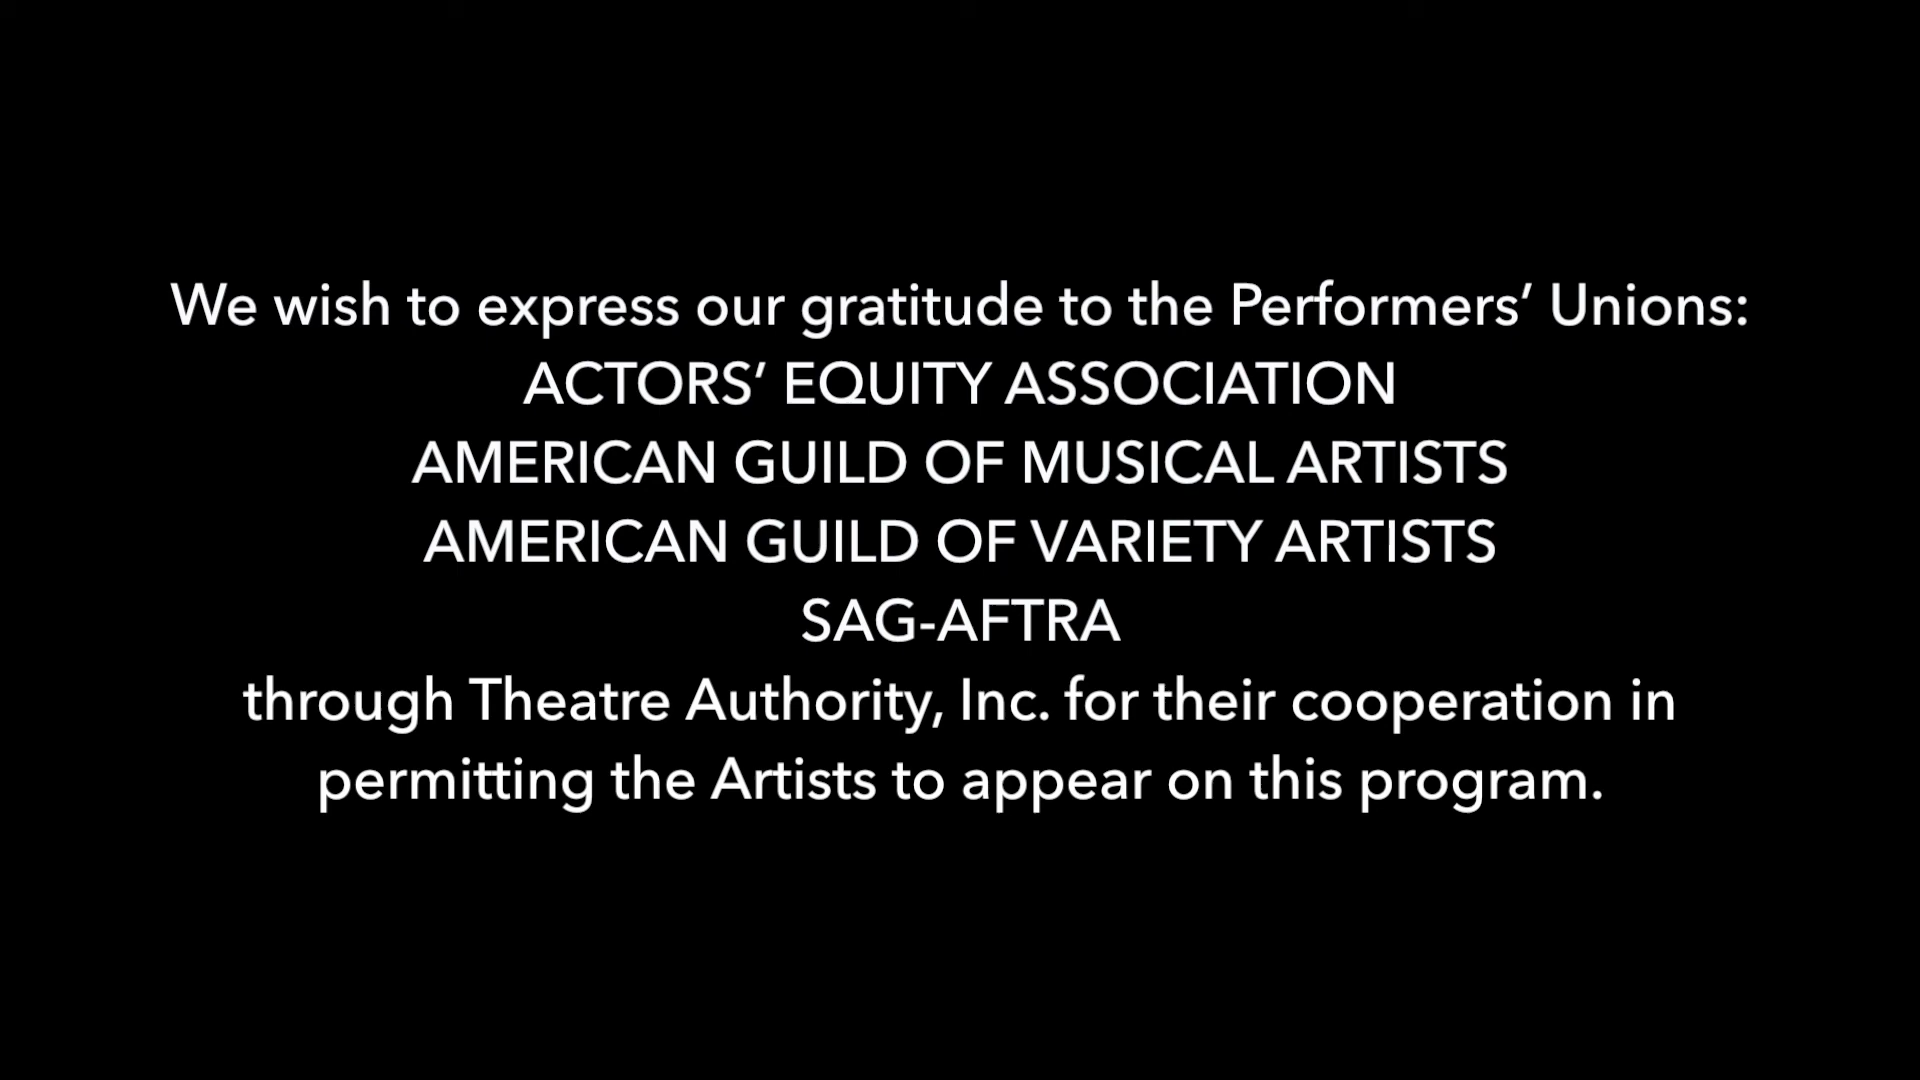 We wish to express our gratitude to the Performers’ Unions:
ACTORS’ EQUITY ASSOCIATION
AMERICAN GUILD OF MUSICAL ARTISTS
AMERICAN GUILD OF VARIETY ARTISTS
SAG-AFTRA
through Theatre Authority, Inc. for their cooperation in
permitting the Artists to appear on this program.